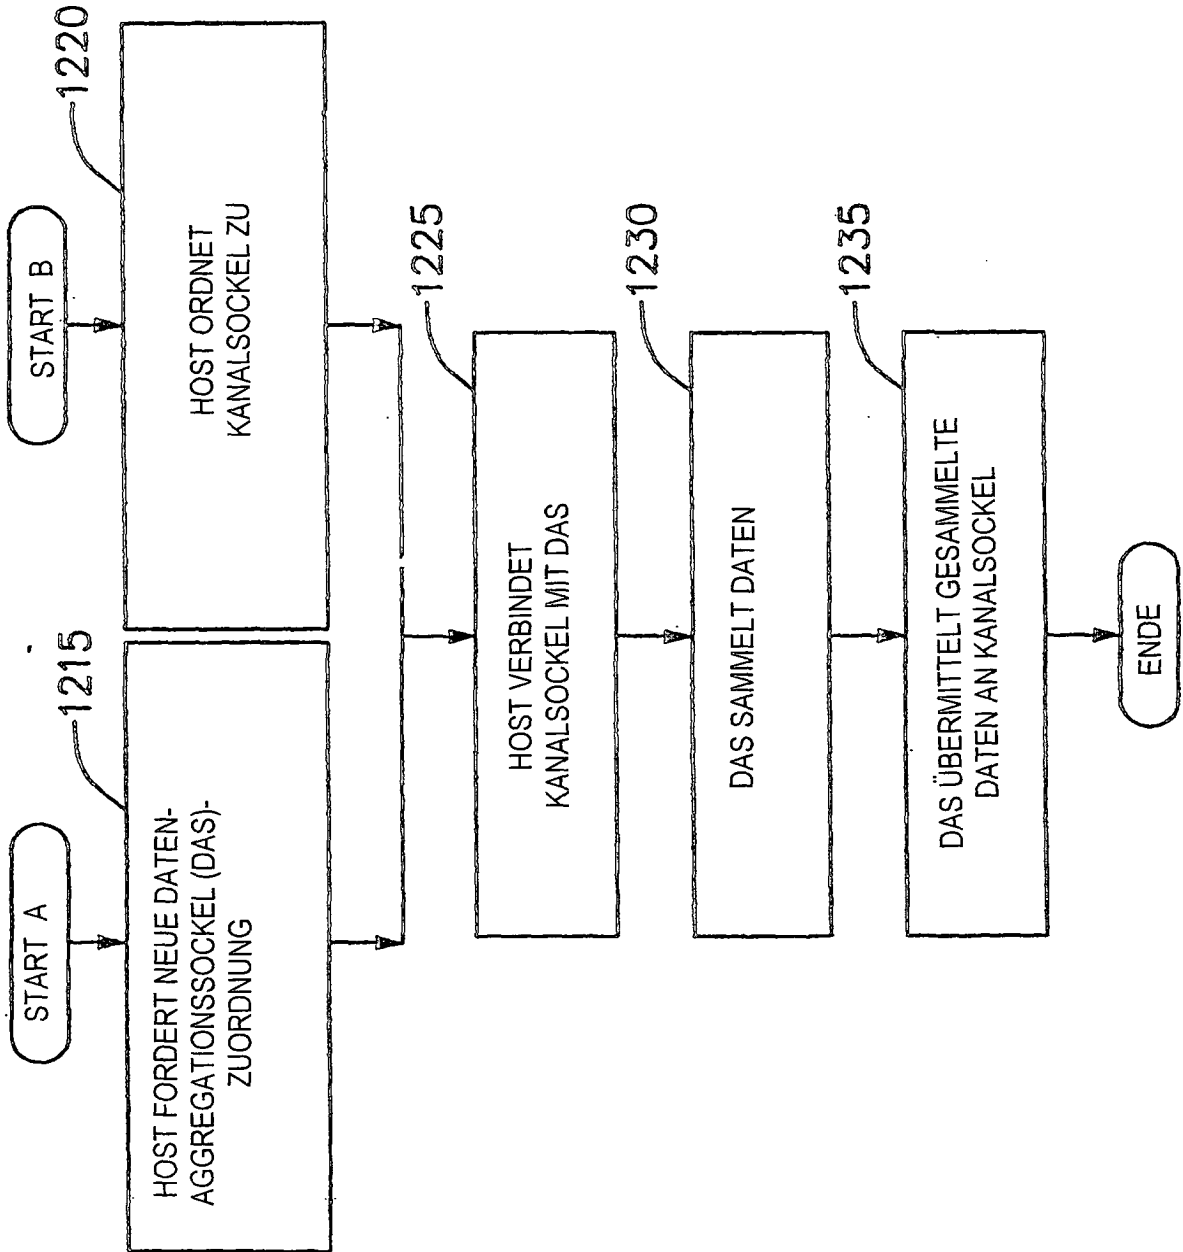 START A
1215
HOST FORDERT NEUE DATEN-
AGGREGATIONSSOCKEL (DAS)-
ZUORDNUNG
START B
1220
HOST ORDNET
KANALSOCKEL ZU
1225
HOST VERBINDET
KANALSOCKEL MIT DAS
1230
DAS SAMMELT DATEN
1235
DAS ÜBERMITTELT GESAMMELTE
DATEN AN KANALSOCKEL
ENDE